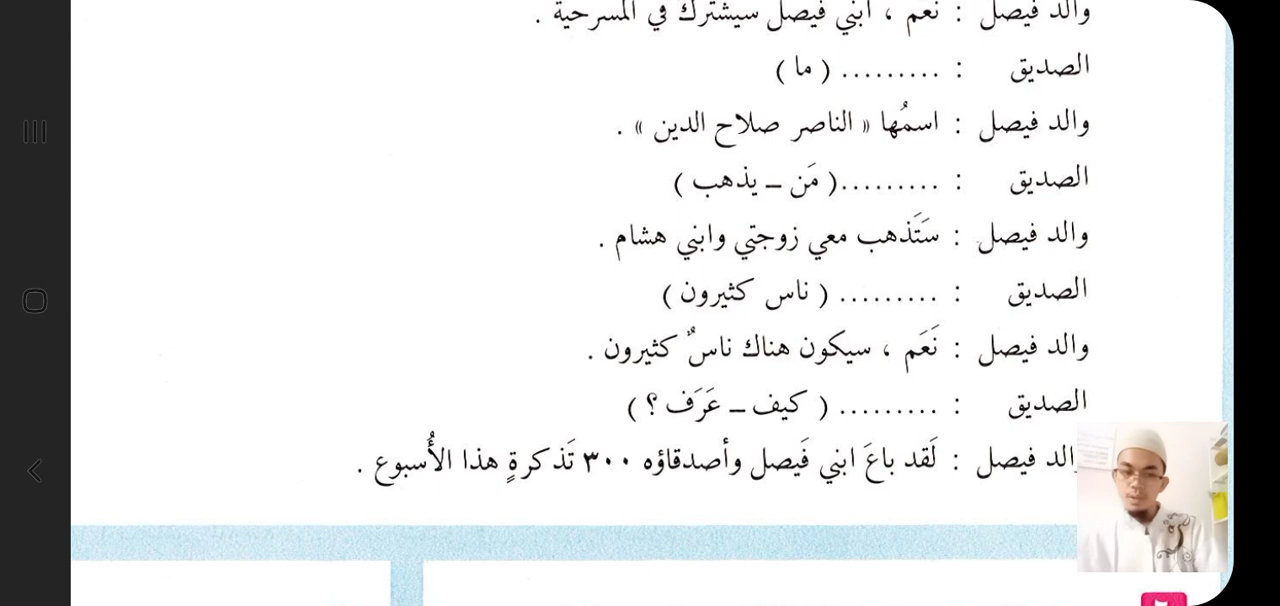 والد فيصل : نَعَم ، ابني فيصل سيشترك في المسرحية .
الصديق : ......... ( ما )
والد فيصل : اسمُها « الناصر صلاح الدين » .
الصديق : .........( مَن – يذهب )
والد فيصل : سَتَذهب معي زوجتي وابني هشام .
الصديق : ......... ( ناس كثيرون )
والد فيصل : نَعَم ، سيكون هناك ناسٌ كثيرون .
الصديق : ......... ( كيف – عَرَف ؟ )
والد فيصل : لَقد باعَ ابني فَيصل وأصدقاؤه ٣٠٠ تَذكرةٍ هذا الأُسبوع .